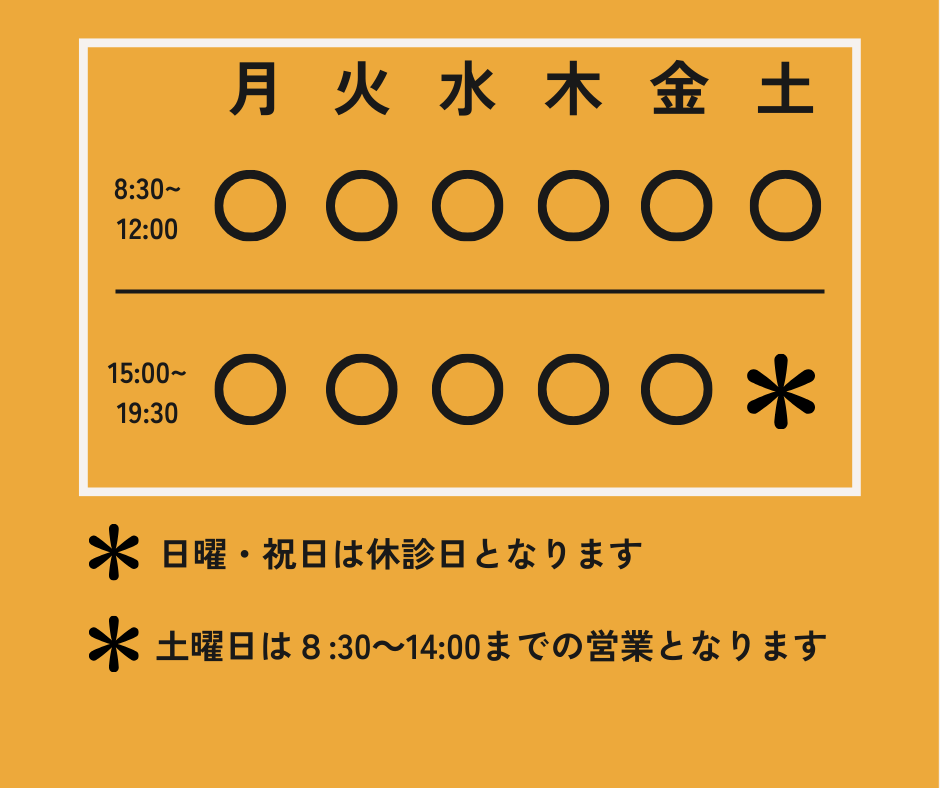 月 火 水 木 金 土
8:30~
12:00
○ ○ ○ ○ ○ ○
15:00~
19:30
○ ○ ○ ○ ○ *
* 日曜・祝日は休診日となります
* 土曜日は８:30〜14:00までの営業となります